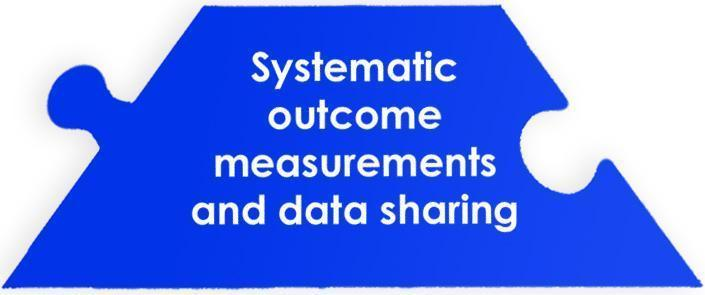 Systematic
outcome
measurements
and data sharing